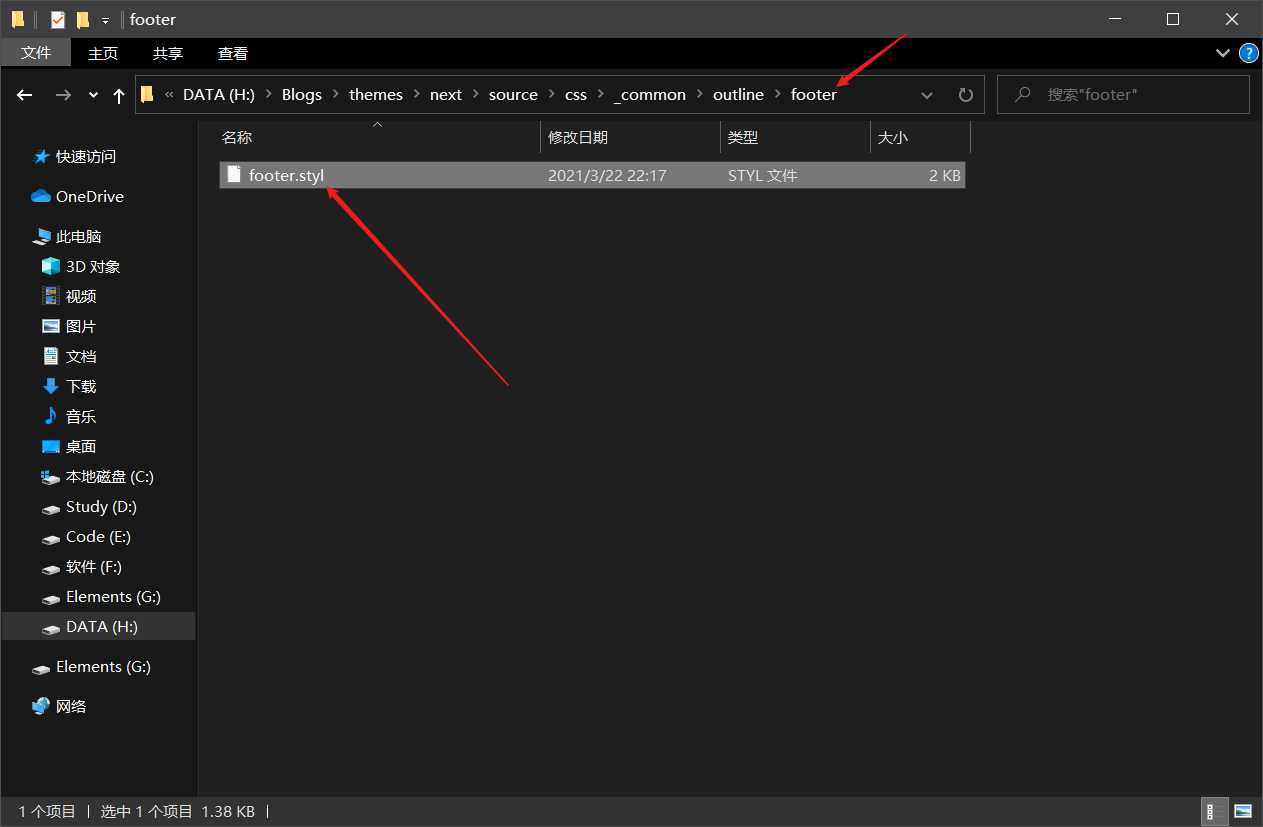 footer
文件 主页 共享 查看 ?
« DATA (H:) > Blogs > themes > next > source > css > _common > outline > footer 搜索"footer"
名称 修改日期 类型 大小
footer.styl 2021/3/22 22:17 STYL 文件 2 KB
快速访问
OneDrive
此电脑
3D 对象
视频
图片
文档
下载
音乐
桌面
本地磁盘 (C:)
Study (D:)
Code (E:)
软件 (F:)
Elements (G:)
DATA (H:)
Elements (G:)
网络
1 个项目 | 选中 1 个项目 1.38 KB |